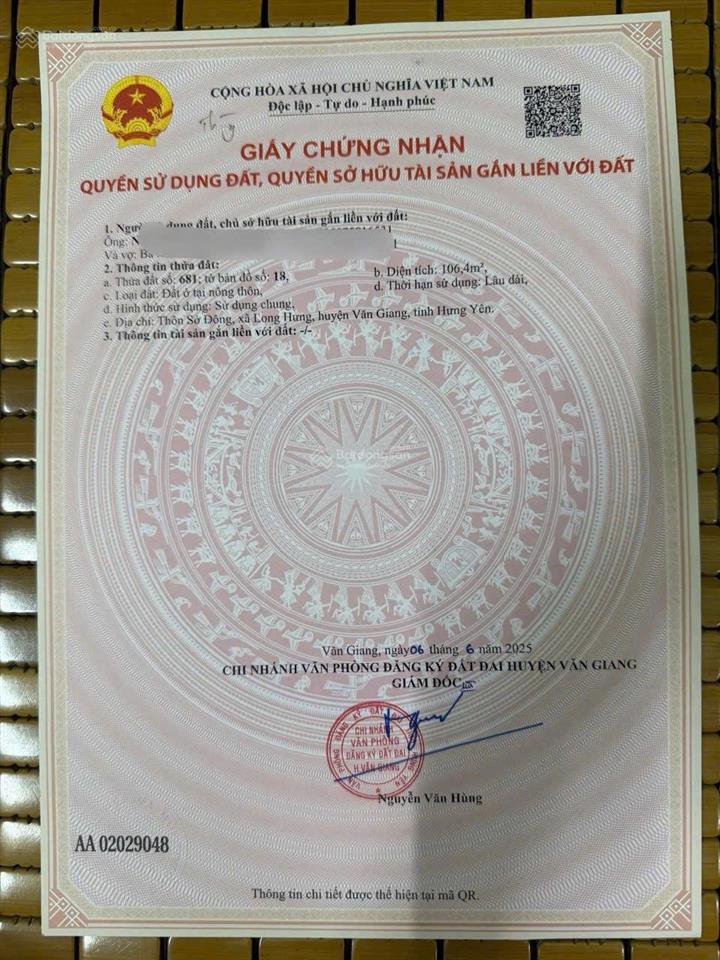 Batdongsan
CỘNG HÒA XÃ HỘI CHỦ NGHĨA VIỆT NAM
Độc lập - Tự do - Hạnh phúc
GIẤY CHỨNG NHẬN
QUYỀN SỬ DỤNG ĐẤT, QUYỀN SỞ HỮU TÀI SẢN GẮN LIỀN VỚI ĐẤT
1. dụng đất, chủ sở hữu tài sản gắn liền với đất:
Ông:
Và vợ: Bà
2. Thông tin thửa đất:
a. Thửa đất số: 681; tờ bản đồ số: 18, b. Diện tích: 106,4m²,
c. Loại đất: Đất ở tại nông thôn, d. Thời hạn sử dụng: Lâu dài,
d. Hình thức sử dụng: Sử dụng chung,
e. Địa chỉ: Thôn Sở Đông, xã Long Hưng, huyện Văn Giang, tỉnh Hưng Yên.
3. Thông tin tài sản gắn liền với đất: -/-
Batdongsan
Văn Giang, ngày 06 tháng 6 năm 2025
CHI NHÁNH VĂN PHÒNG ĐĂNG KÝ ĐẤT ĐAI HUYỆN VĂN GIANG
GIÁM ĐỐC
CHI NHÁNH
VĂN PHÒNG
ĐĂNG KÝ ĐẤT ĐAI
H.VĂN GIANG
Nguyễn Văn Hùng
AA 02029048
Thông tin chi tiết được thể hiện tại mã QR.